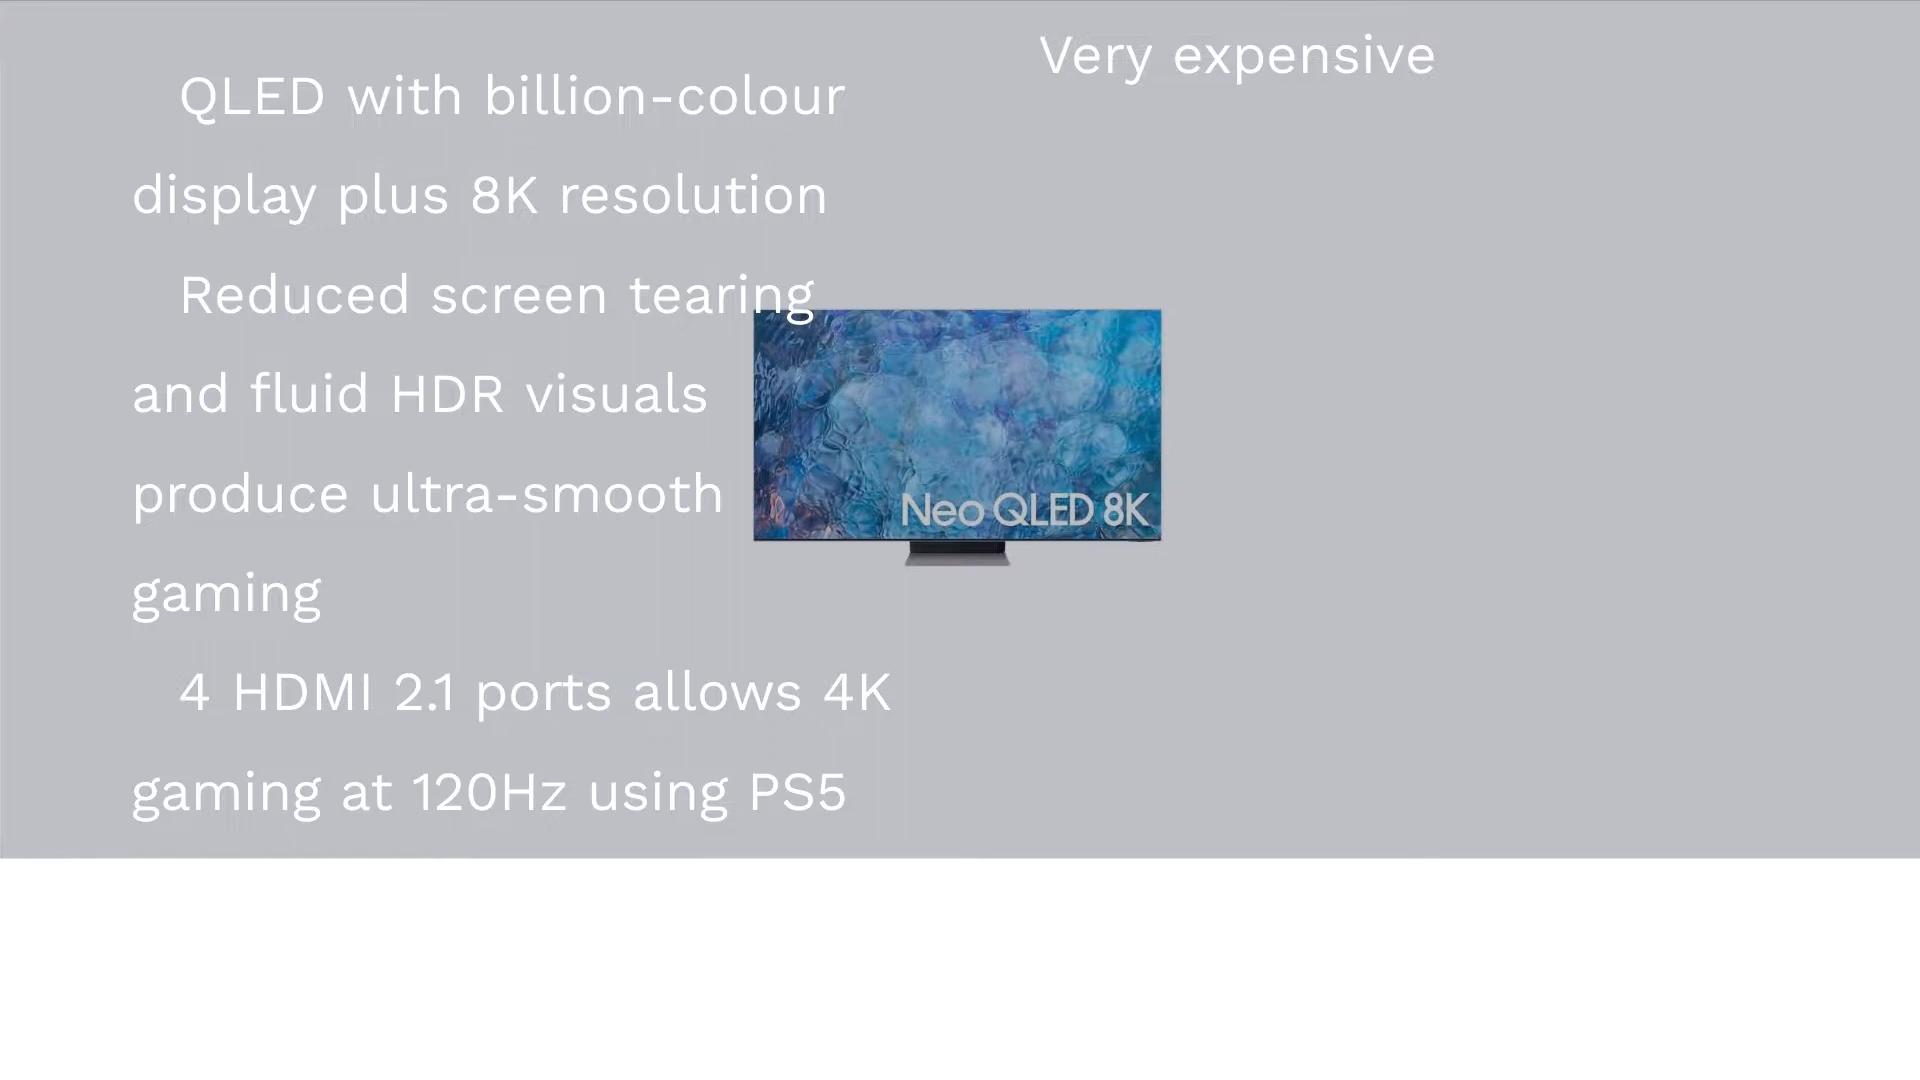 QLED with billion-colour
display plus 8K resolution
Reduced screen tearing
and fluid HDR visuals
produce ultra-smooth
gaming
4 HDMI 2.1 ports allows 4K
gaming at 120Hz using PS5
Very expensive
Neo QLED 8K